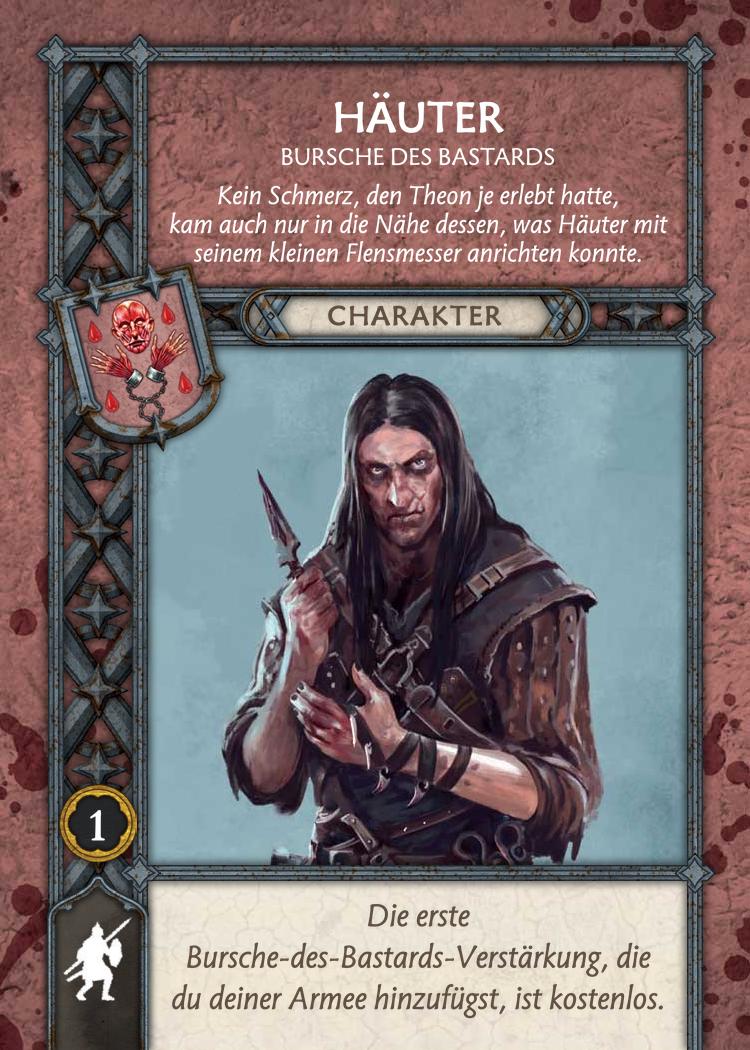 HÄUTER
BURSCHE DES BASTARDS
Kein Schmerz, den Theon je erlebt hatte,
kam auch nur in die Nähe dessen, was Häuter mit
seinem kleinen Flensmesser anrichten konnte.
CHARAKTER
1
Die erste
Bursche-des-Bastards-Verstärkung, die
du deiner Armee hinzufügst, ist kostenlos.